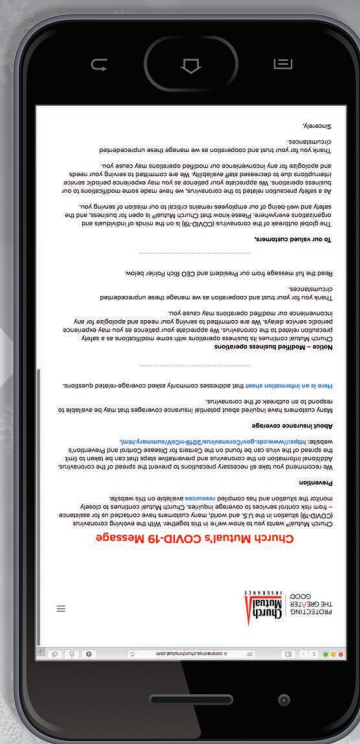 coronavirus.churchmutual.com
PROTECTING
THE GREATER
GOOD
Church
Mutual
INSURANCE
Church Mutual's COVID-19 Message
Church Mutual® wants you to know we're in this together. With the evolving coronavirus
(COVID-19) situation in the U.S. and world, many customers have contacted us for assistance
– from risk control services to coverage inquiries. Church Mutual continues to closely
monitor the situation and has compiled resources available on this website.
Prevention
We recommend you take all necessary precautions to prevent the spread of the coronavirus.
Additional information on the coronavirus and preventative steps that can be taken to limit
the spread of the virus can be found on the Centers for Disease Control and Prevention's
website: https://www.cdc.gov/coronavirus/2019-nCoV/summary.html.
About insurance coverage
Many customers have inquired about potential insurance coverages that may be available to
respond to an outbreak of the coronavirus.
Here is an information sheet that addresses commonly asked coverage-related questions.
Notice – Modified business operations
Church Mutual continues its business operations with some modifications as a safety
precaution related to the coronavirus. We appreciate your patience as you may experience
periodic service delays. We are committed to serving your needs and apologize for any
inconvenience our modified operations may cause you.
Thank you for your trust and cooperation as we manage these unprecedented
circumstances.
Read the full message from our President and CEO Rich Poirier below.
To our valued customers,
The global outbreak of the coronavirus (COVID-19) is on the minds of individuals and
organizations everywhere. Please know that Church Mutual® is open for business, and the
safety and well-being of our employees remains critical to our mission of serving you.
As a safety precaution related to the coronavirus, we have made some modifications to our
business operations. We appreciate your patience as you may experience periodic service
interruptions due to decreased staff availability. We are committed to serving your needs
and apologize for any inconvenience our modified operations may cause you.
Thank you for your trust and cooperation as we manage these unprecedented
circumstances.
Sincerely,